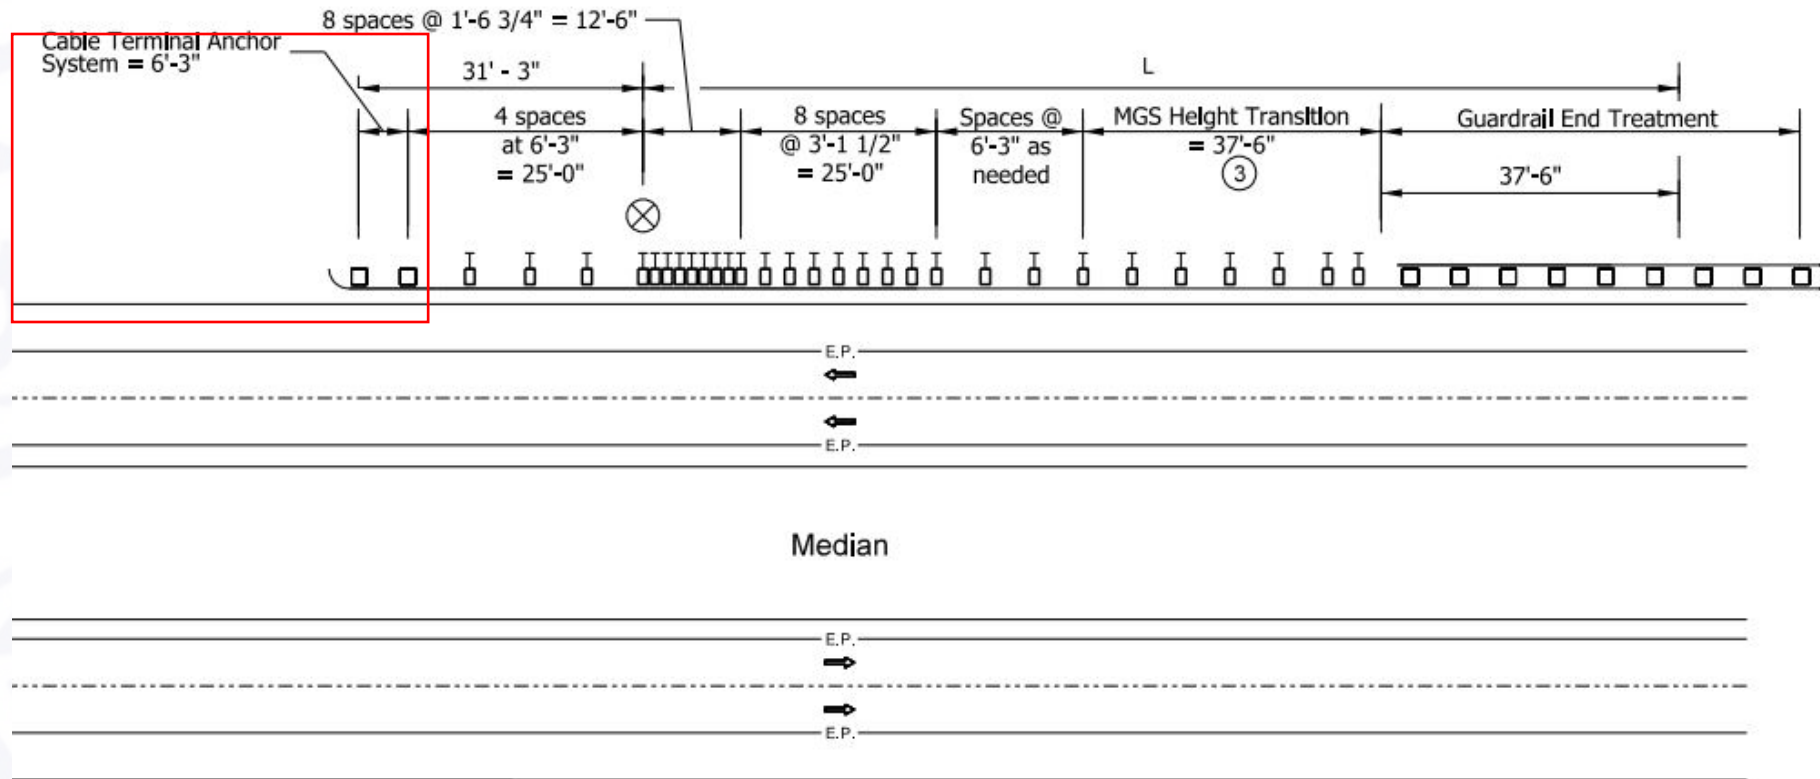 8 spaces @ 1'-6 3/4" = 12'-6"
Cable Terminal Anchor
System = 6'-3"
31' - 3"
L
4 spaces
at 6'-3"
= 25'-0"
8 spaces
@ 3'-1 1/2"
= 25'-0"
Spaces @
6'-3" as
needed
MGS Height Transition
= 37'-6"
3
Guardrail End Treatment
37'-6"
E.P.
E.P.
Median
E.P.
E.P.